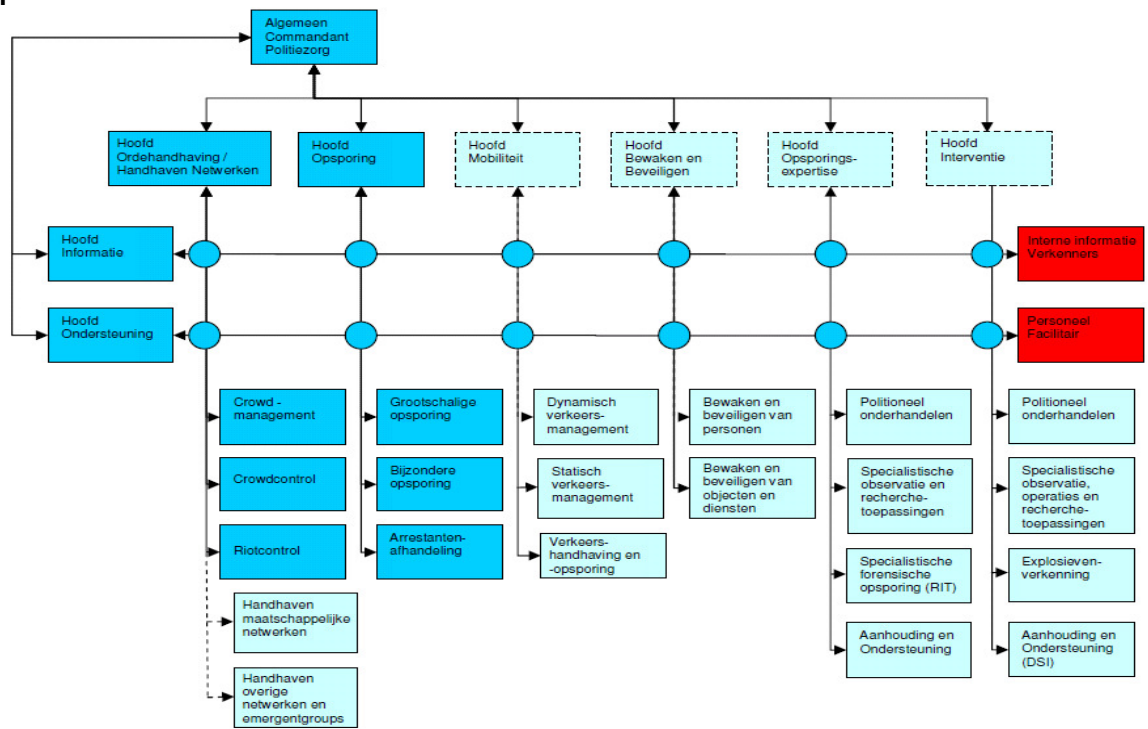 Algemeen
Commandant
Politiezorg
Hoofd
Ordehandhaving /
Handhaven Netwerken
Hoofd
Opsporing
Hoofd
Mobiliteit
Hoofd
Bewaken en
Beveiligen
Hoofd
Opsporings-
expertise
Hoofd
Interventie
Hoofd
Informatie
Interne informatie
Verkenners
Hoofd
Ondersteuning
Personeel
Facilitair
Crowd -
management
Crowdcontrol
Riotcontrol
Handhaven
maatschappelijke
netwerken
Handhaven
overige
netwerken en
emergentgroups
Grootschalige
opsporing
Bijzondere
opsporing
Arrestanten-
afhandeling
Dynamisch
verkeers-
management
Statisch
verkeers-
management
Verkeers-
handhaving en
-opsporing
Bewaken en
beveiligen van
personen
Bewaken en
beveiligen van
objecten en
diensten
Politioneel
onderhandelen
Specialistische
observatie en
recherche-
toepassingen
Specialistische
forensische
opsporing (RIT)
Aanhouding en
Ondersteuning
Politioneel
onderhandelen
Specialistische
observatie,
operaties en
recherche-
toepassingen
Explosieven-
verkenning
Aanhouding en
Ondersteuning
(DSI)